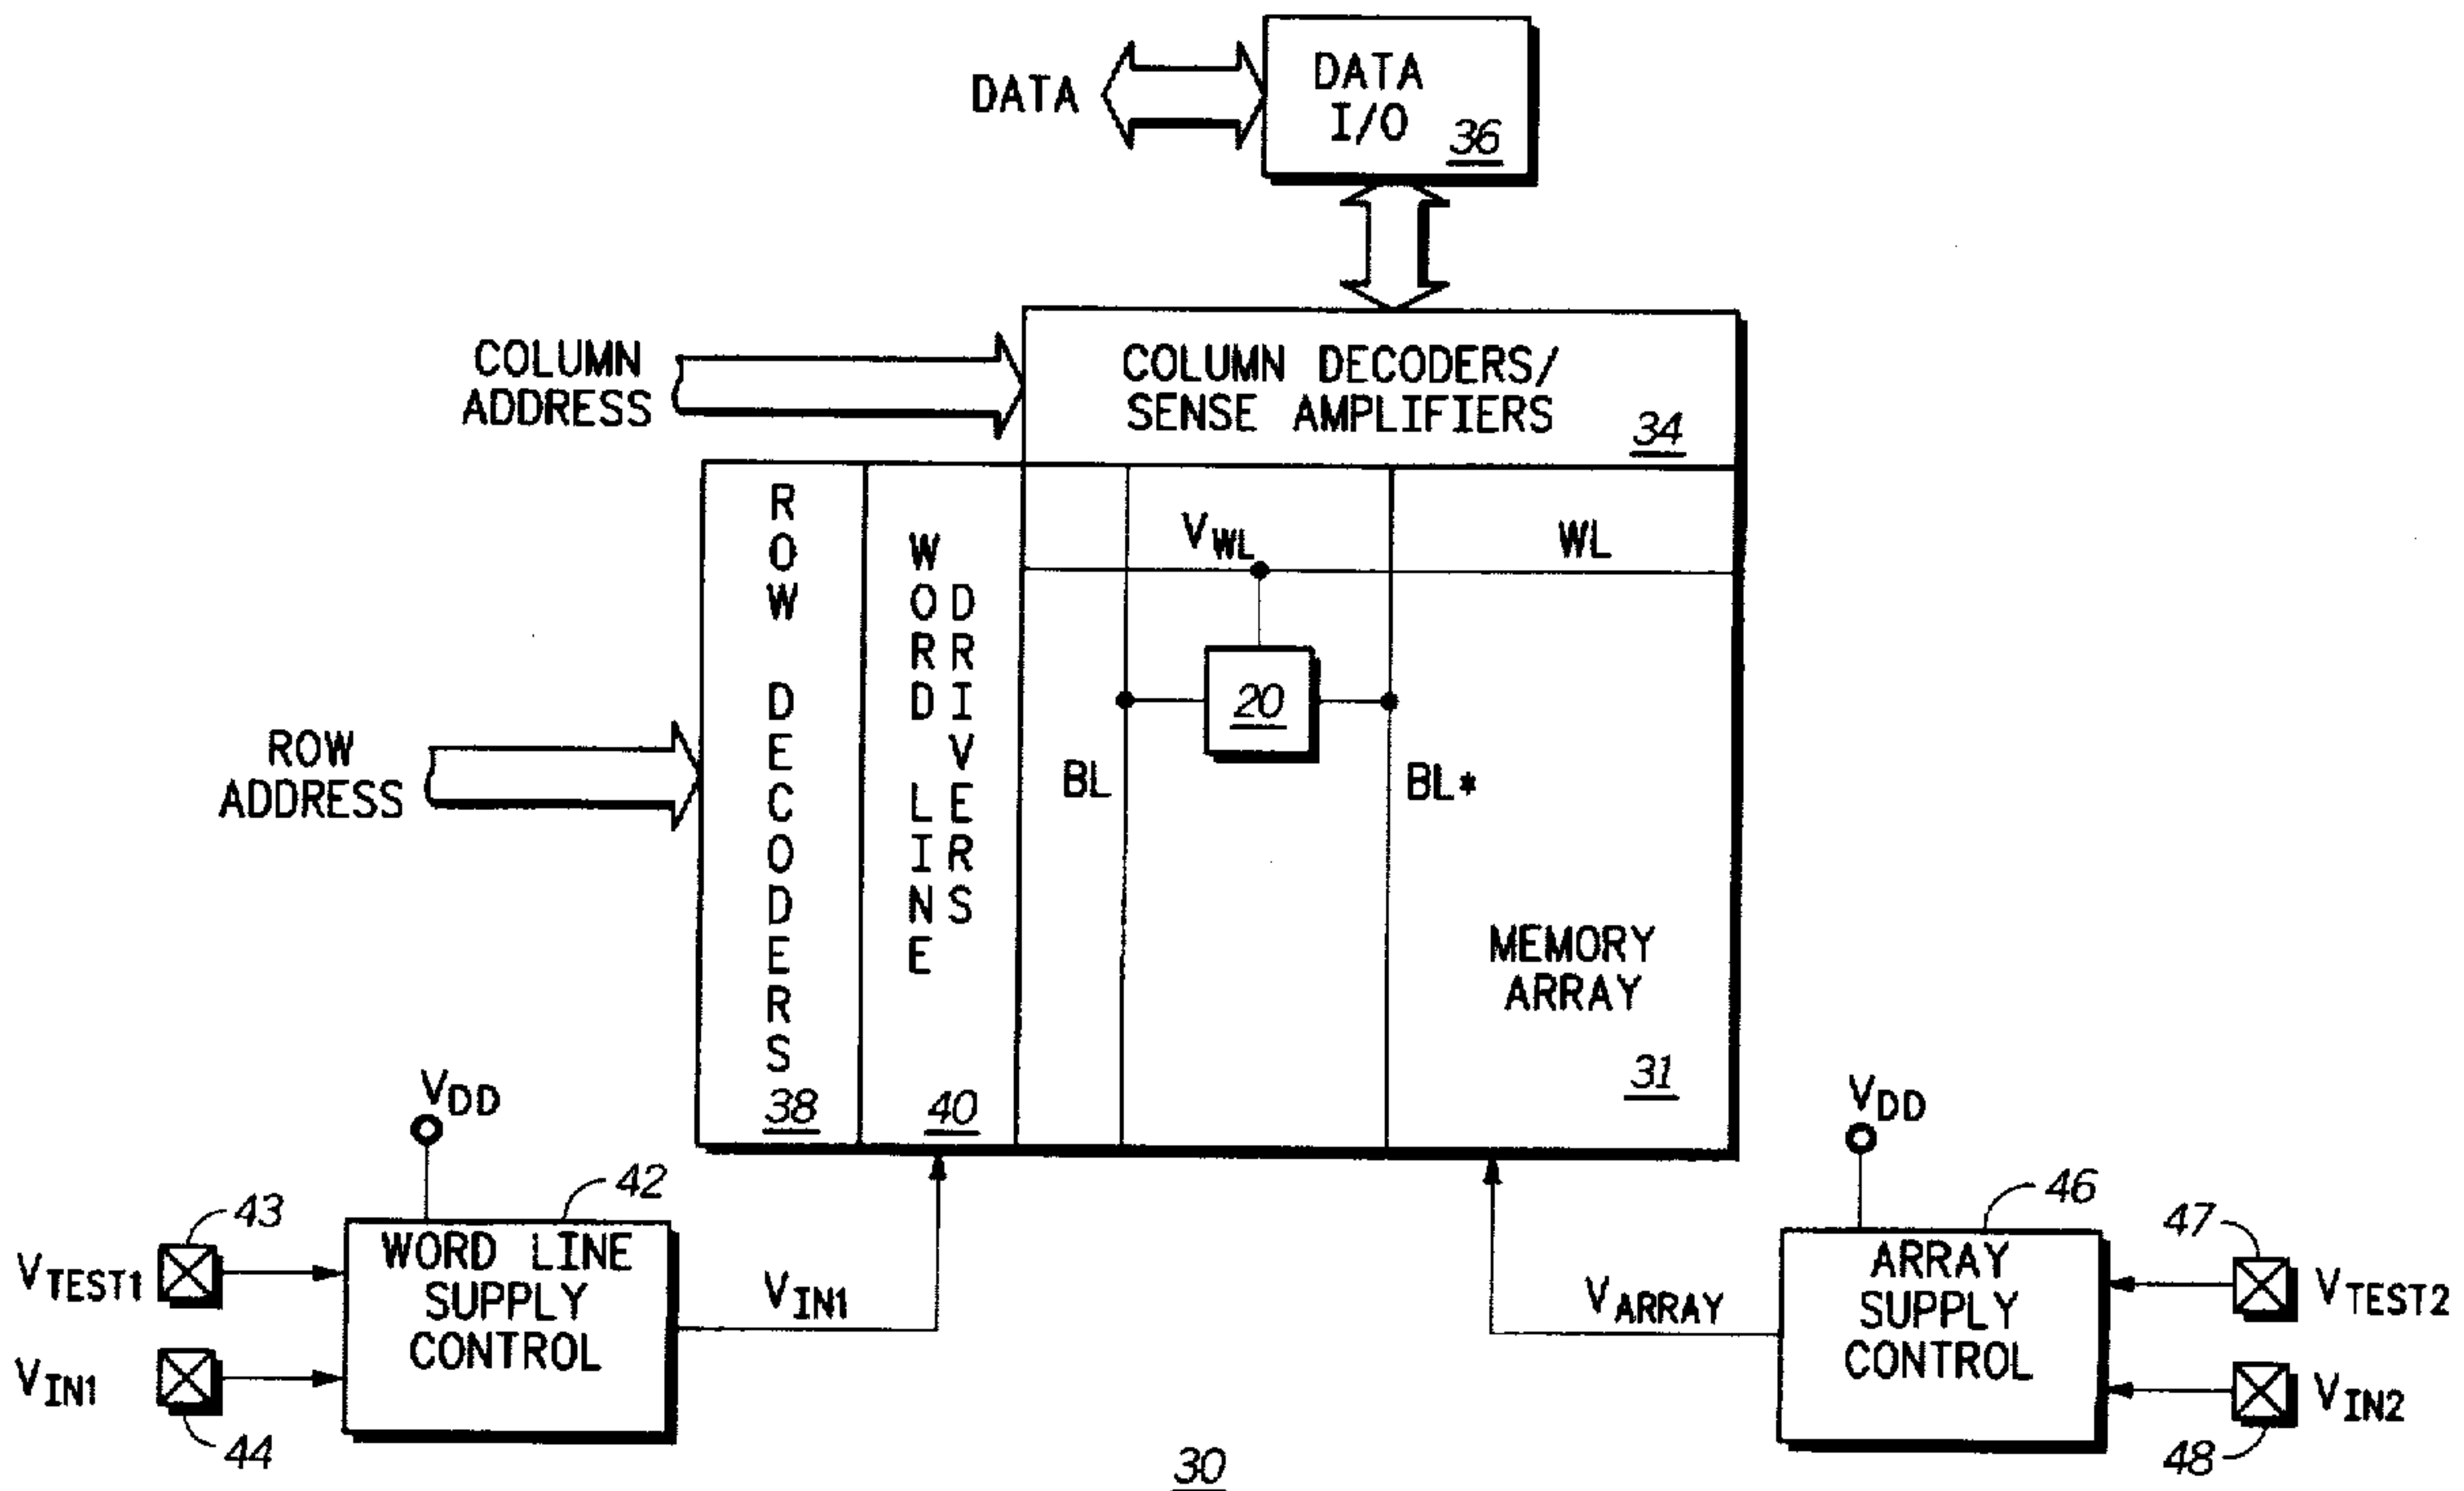 DATA
DATA
I/O
36
COLUMN
ADDRESS
COLUMN DECODERS/
SENSE AMPLIFIERS
34
ROW DECODERS
38
WORD LINE
DRIVERS
40
VWL
WL
20
BL
BL*
MEMORY
ARRAY
31
ROW
ADDRESS
VDD
42
43
VTEST1
VIN1
44
WORD LINE
SUPPLY
CONTROL
VIN1
VARRAY
VDD
46
ARRAY
SUPPLY
CONTROL
47
VTEST2
VIN2
48
30